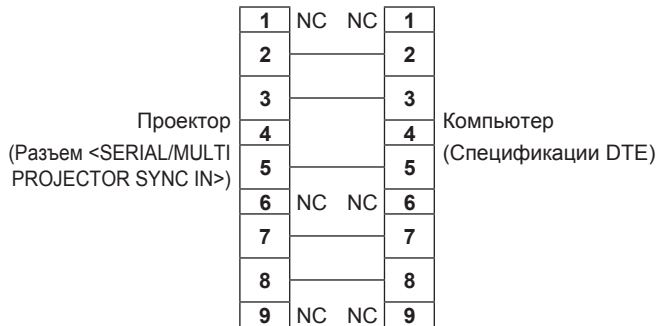 1 NC NC 1
2 2
3 3
Проектор
(Разъем <SERIAL/MULTI
PROJECTOR SYNC IN>)
4 4
Компьютер
(Спецификации DTE)
5 5
6 NC NC 6
7 7
8 8
9 NC NC 9